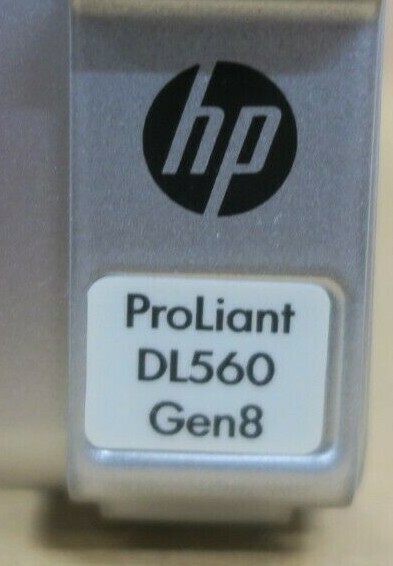 hp
ProLiant
DL560
Gen8